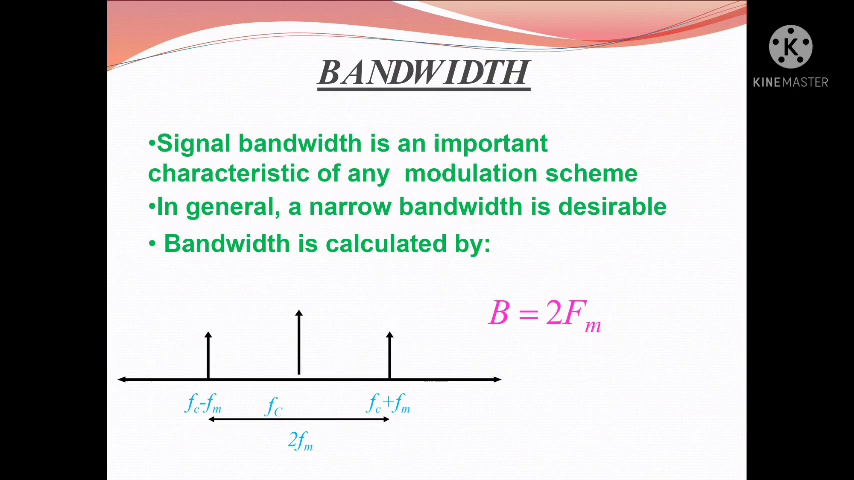 BANDWIDTH
K
KINEMASTER
•Signal bandwidth is an important
characteristic of any modulation scheme
•In general, a narrow bandwidth is desirable
• Bandwidth is calculated by:
B = 2Fm
fc-fm fC fc+fm
2fm